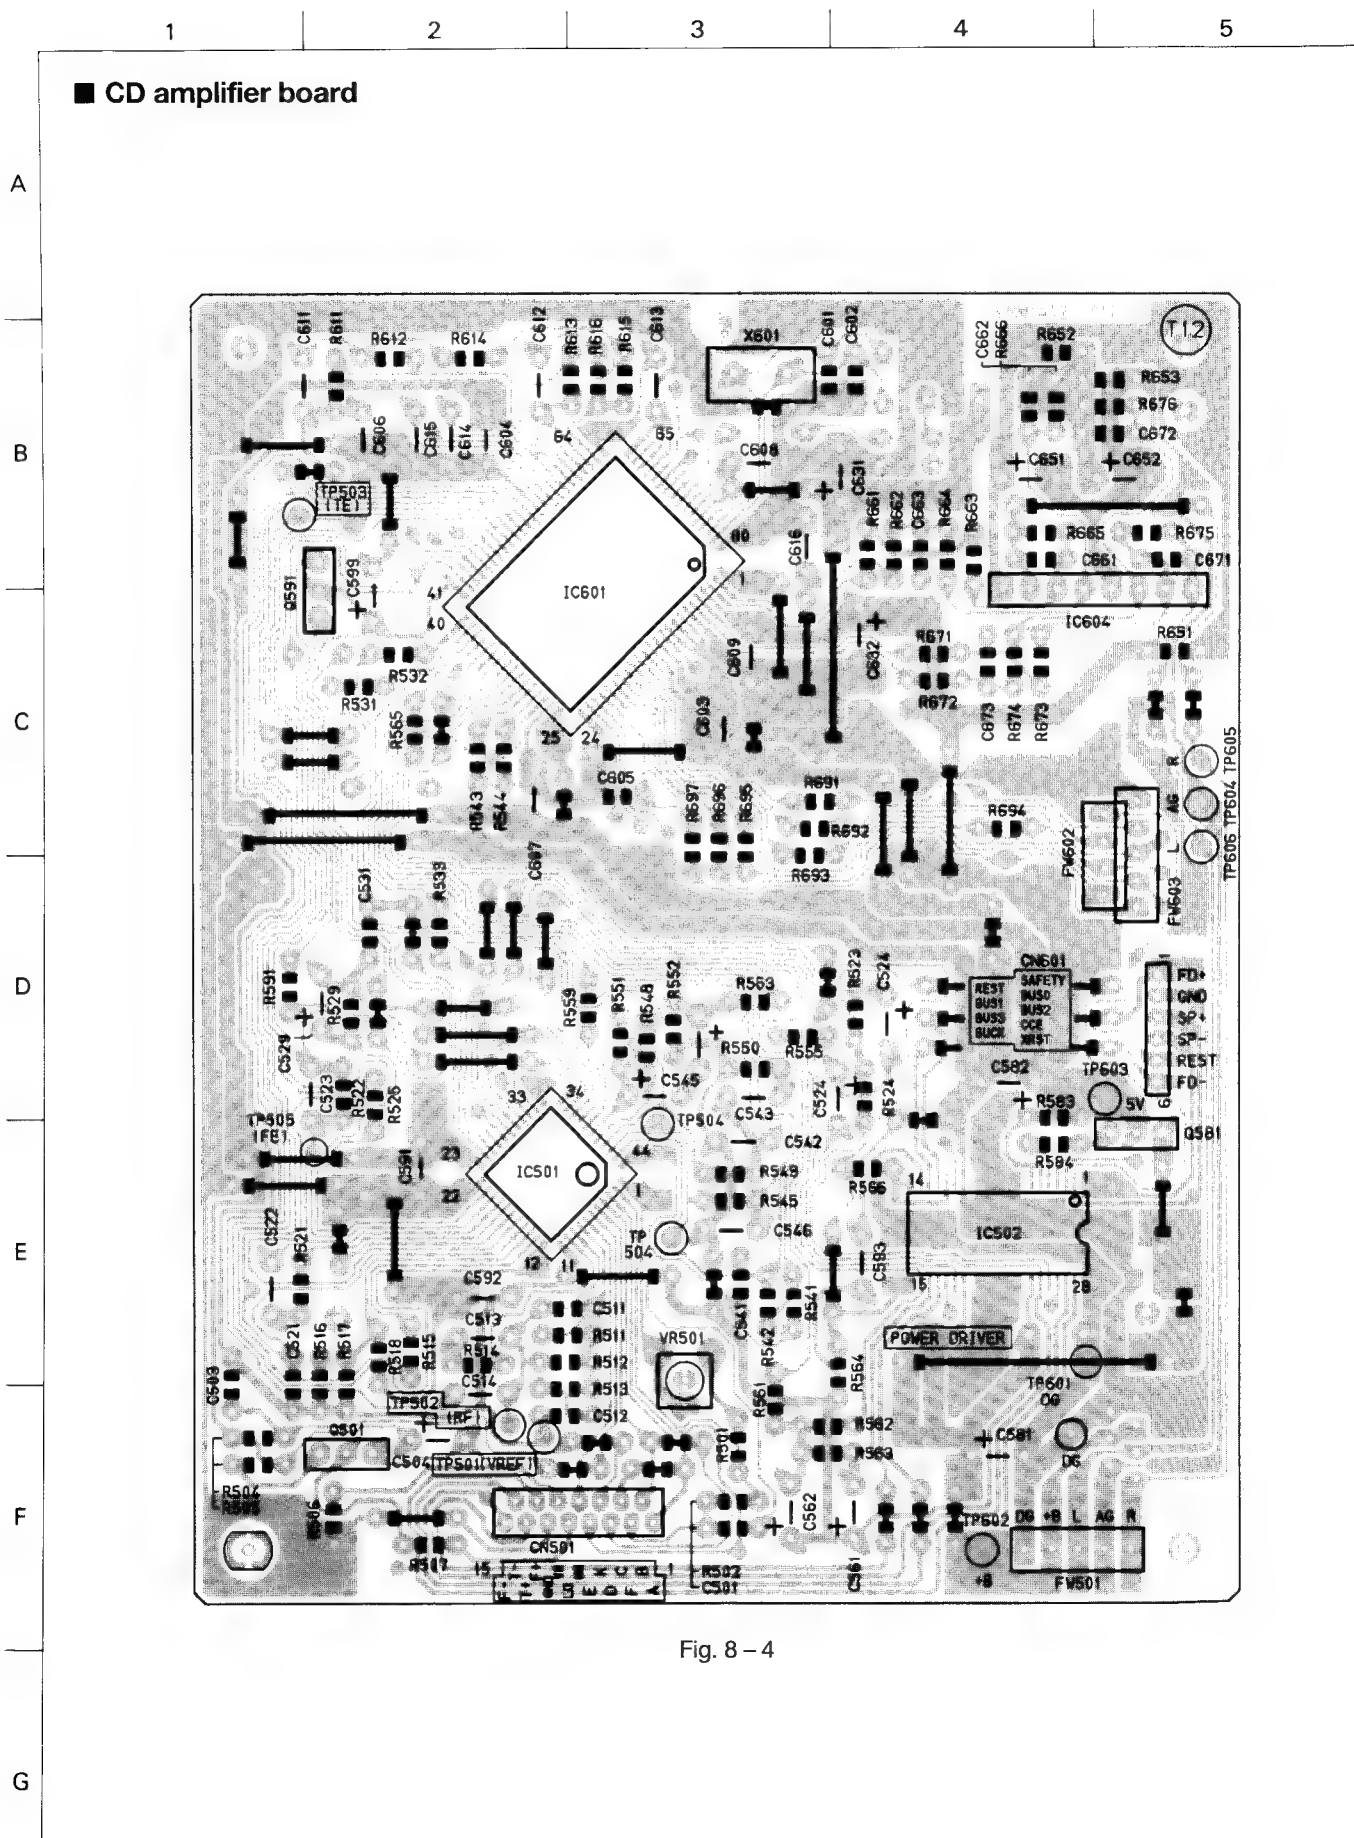 1 2 3 4 5
■ CD amplifier board
A
B
C
D
E
F
G
C611 R611 R612 R614 C612 R613 R616 R615 C613 X601 C601 C602 C662 R666 R652 T12
R653
R676
C672
C606 C615 C614 C604 64 65 C608 C631 C651 C652
TP503
(TE)
R661 R662 C663 R664 R663
R665 R675
80 C616 C661 C671
Q591 C599 41 40 IC601 1 IC604
C609 C632 R671 R651
R532
R531 R672
R565 25 24 C603 C673 R674 R673
R543 R544 C605 R697 R696 R695 R691 R694
R692
R693
R AG L
TP605 TP604 TP606
FW602 FW603
C531 R533 C607
R591 R529 C529 R559 R551 R548 R552 R563 R523 C524 CN601
REST SAFETY
BUS1 BUS0
BUS3 BUS2
BUCK CCE
XRST
1
FD+
GND
SP+
SP-
REST
FD-
6
R550 R555
C523 R522 R526 C545 C543 C524 R524 C582 TP603
33 34 TP504 R583 5V
TP505
(FE)
C542 Q581
C591 23 22 IC501 44 1 R549 R566 R584
R545 14 1
C522 R521 TP
504
C546 C593 IC502
12 11 15 28
C592
C511 C541 R542 R541
C513 R511 VR501 POWER DRIVER
C521 R516 R517 R518 R515 R514 R512 R564
C503 C514 R513 R561 TP601
DG
TP502
(RF)
C512
Q501 C504 TP501(VREF) R501 R562 C581
R563 DG
R504
R506 C562 TP602 DG +B L AG R
R507 CN501 C561
15 1 R502
C501
+B FW501
F- T+ T- F+ GND LD E K D C F B A
Fig. 8–4